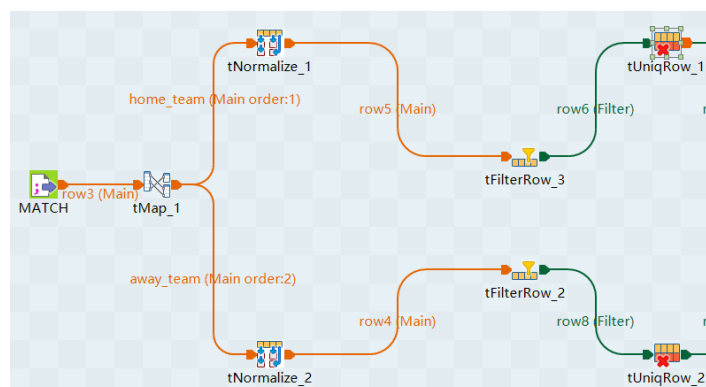 tNormalize_1
tUniqRow_1
home_team (Main order:1)
row5 (Main)
row6 (Filter)
tFilterRow_3
row3 (Main)
MATCH
tMap_1
away_team (Main order:2)
tFilterRow_2
row4 (Main)
row8 (Filter)
tNormalize_2
tUniqRow_2